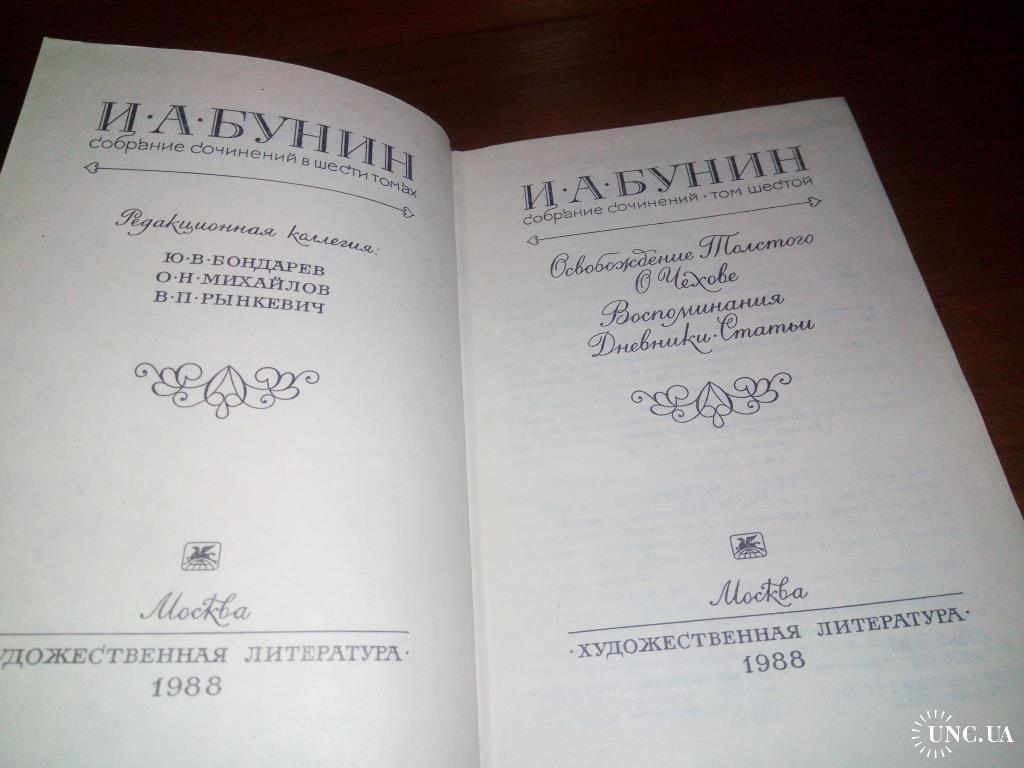 И·А·БУНИН
собрание сочинений в шести томах
Редакционная коллегия:
Ю·В·БОНДАРЕВ
О·Н·МИХАЙЛОВ
В·П·РЫНКЕВИЧ
Москва
УДОЖЕСТВЕННАЯ ЛИТЕРАТУРА·
1988
И·А·БУНИН
собрание сочинений · том шестой
Освобождение Толстого
О Чехове
Воспоминания
Дневники·Статьи
Москва
·ХУДОЖЕСТВЕННАЯ ЛИТЕРАТУРА·
1988
UNC.UA